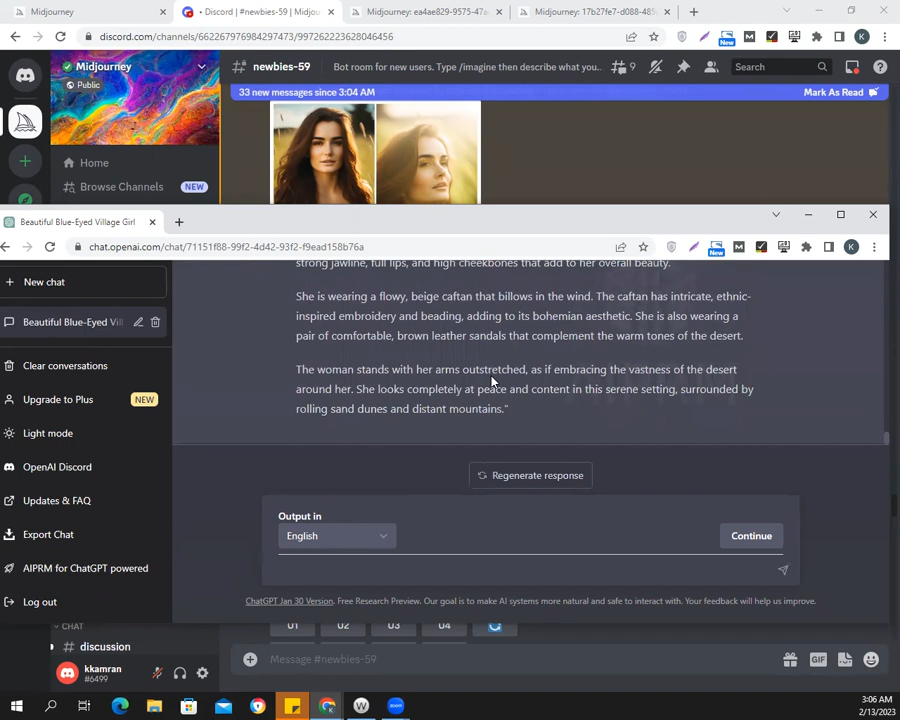 Midjourney
• Discord | #newbies-59 | Midjou
Midjourney: ea4ae829-9575-47a
Midjourney: 17b27fe7-d088-485
discord.com/channels/662267976984297473/997262223628046456
New
K
Midjourney
Public
# newbies-59
Bot room for new users. Type /imagine then describe what you...
9
Search
33 new messages since 3:04 AM
Mark As Read
Home
Browse Channels
NEW
Beautiful Blue-Eyed Village Girl
chat.openai.com/chat/71151f88-99f2-4d42-93f2-f9ead158b76a
New
K
New chat
Beautiful Blue-Eyed Vill
Clear conversations
Upgrade to Plus
NEW
Light mode
OpenAI Discord
Updates & FAQ
Export Chat
AIPRM for ChatGPT powered
Log out
strong jawline, full lips, and high cheekbones that add to her overall beauty.
She is wearing a flowy, beige caftan that billows in the wind. The caftan has intricate, ethnic-
inspired embroidery and beading, adding to its bohemian aesthetic. She is also wearing a
pair of comfortable, brown leather sandals that complement the warm tones of the desert.
The woman stands with her arms outstretched, as if embracing the vastness of the desert
around her. She looks completely at peace and content in this serene setting, surrounded by
rolling sand dunes and distant mountains."
Regenerate response
Output in
English
Continue
ChatGPT Jan 30 Version. Free Research Preview. Our goal is to make AI systems more natural and safe to interact with. Your feedback will help us improve.
U1
U2
U3
U4
CHAT
# discussion
kkamran
#6499
Message #newbies-59
GIF
3:06 AM
2/13/2023